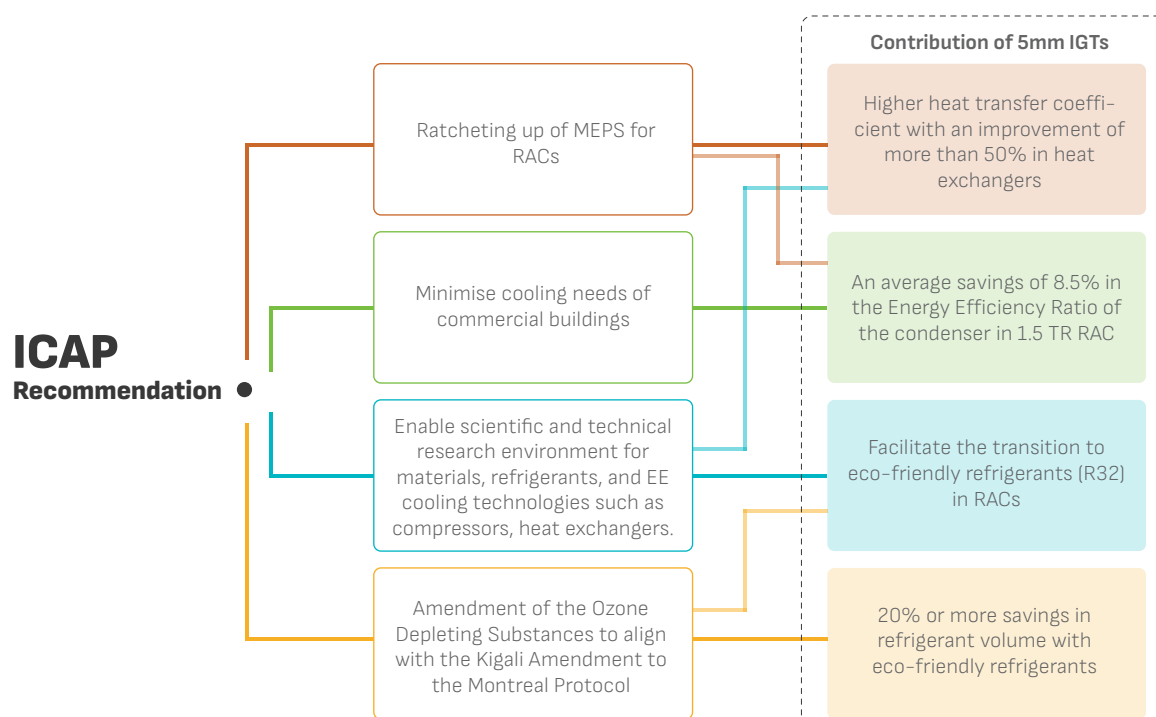 Contribution of 5mm IGTs
ICAP
Recommendation
Ratcheting up of MEPS for
RACs
Higher heat transfer coeffi-
cient with an improvement of
more than 50% in heat
exchangers
Minimise cooling needs of
commercial buildings
An average savings of 8.5% in
the Energy Efficiency Ratio of
the condenser in 1.5 TR RAC
Enable scientific and technical
research environment for
materials, refrigerants, and EE
cooling technologies such as
compressors, heat exchangers.
Facilitate the transition to
eco-friendly refrigerants (R32)
in RACs
Amendment of the Ozone
Depleting Substances to align
with the Kigali Amendment to
the Montreal Protocol
20% or more savings in
refrigerant volume with
eco-friendly refrigerants